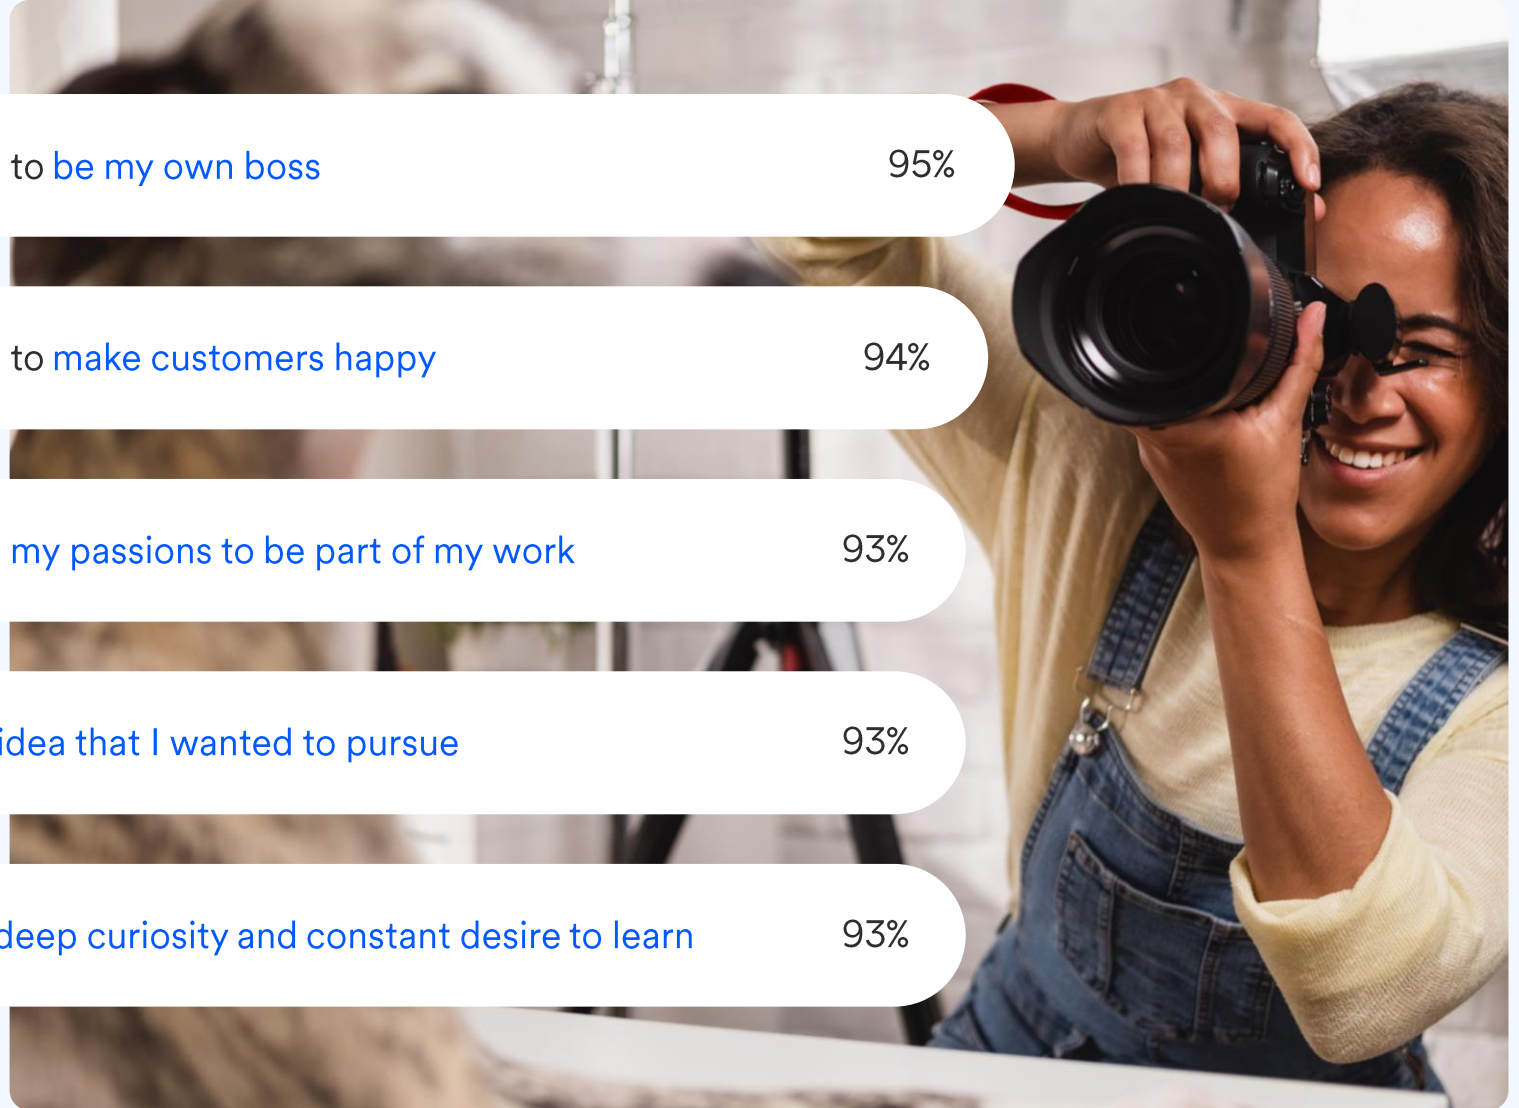 to be my own boss 95%
to make customers happy 94%
my passions to be part of my work 93%
idea that I wanted to pursue 93%
deep curiosity and constant desire to learn 93%